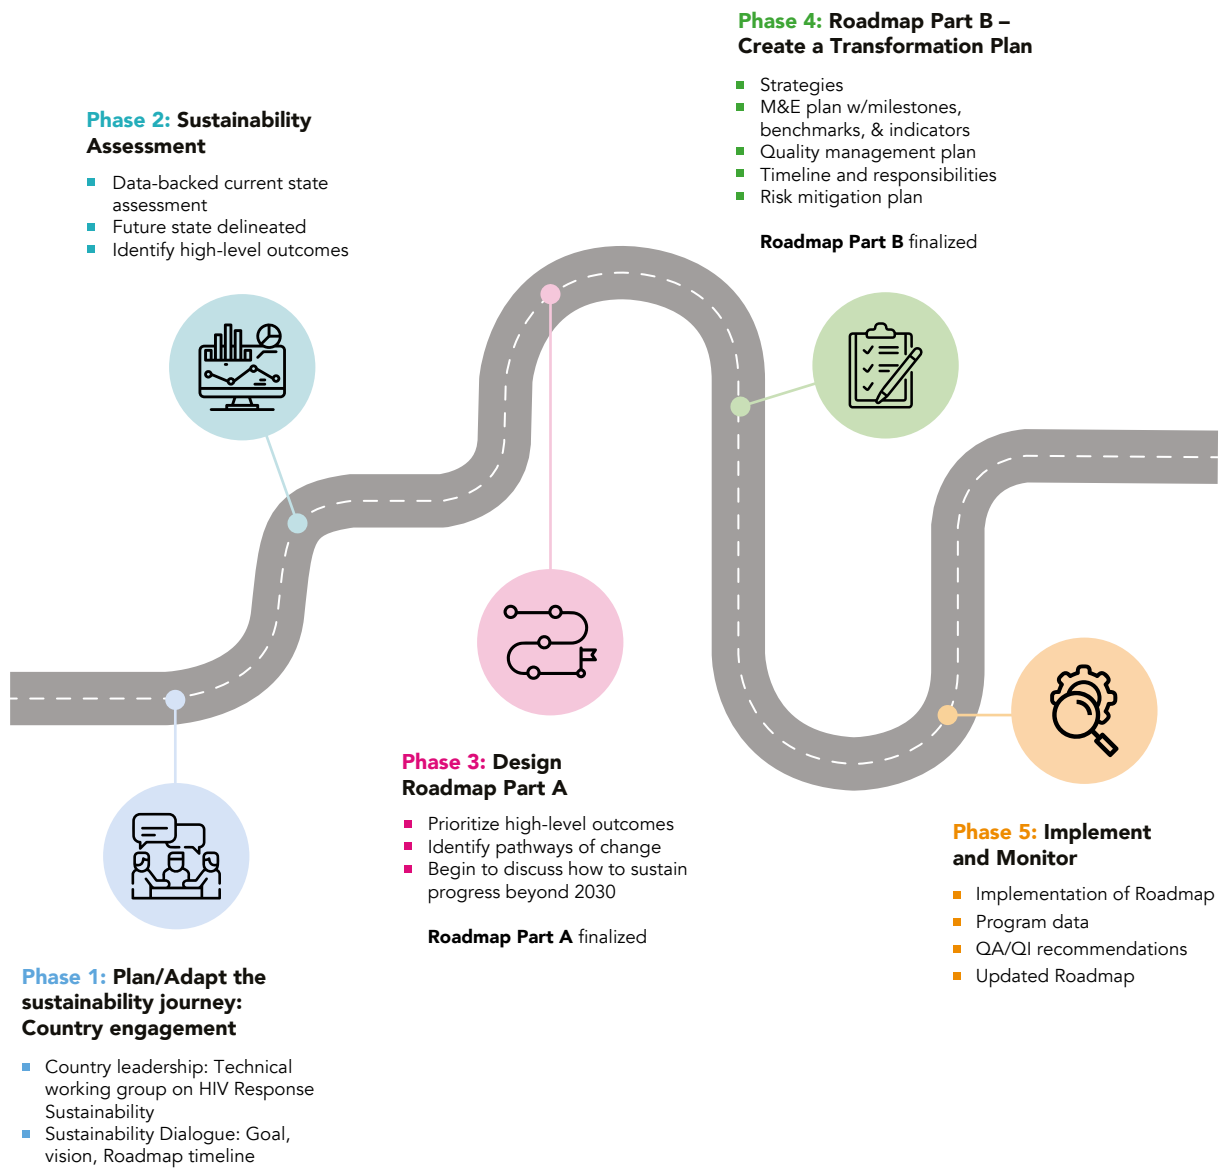 Phase 1: Plan/Adapt the
sustainability journey:
Country engagement
Country leadership: Technical
working group on HIV Response
Sustainability
Sustainability Dialogue: Goal,
vision, Roadmap timeline
Phase 2: Sustainability
Assessment
Data-backed current state
assessment
Future state delineated
Identify high-level outcomes
Phase 3: Design
Roadmap Part A
Prioritize high-level outcomes
Identify pathways of change
Begin to discuss how to sustain
progress beyond 2030
Roadmap Part A finalized
Phase 4: Roadmap Part B –
Create a Transformation Plan
Strategies
M&E plan w/milestones,
benchmarks, & indicators
Quality management plan
Timeline and responsibilities
Risk mitigation plan
Roadmap Part B finalized
Phase 5: Implement
and Monitor
Implementation of Roadmap
Program data
QA/QI recommendations
Updated Roadmap